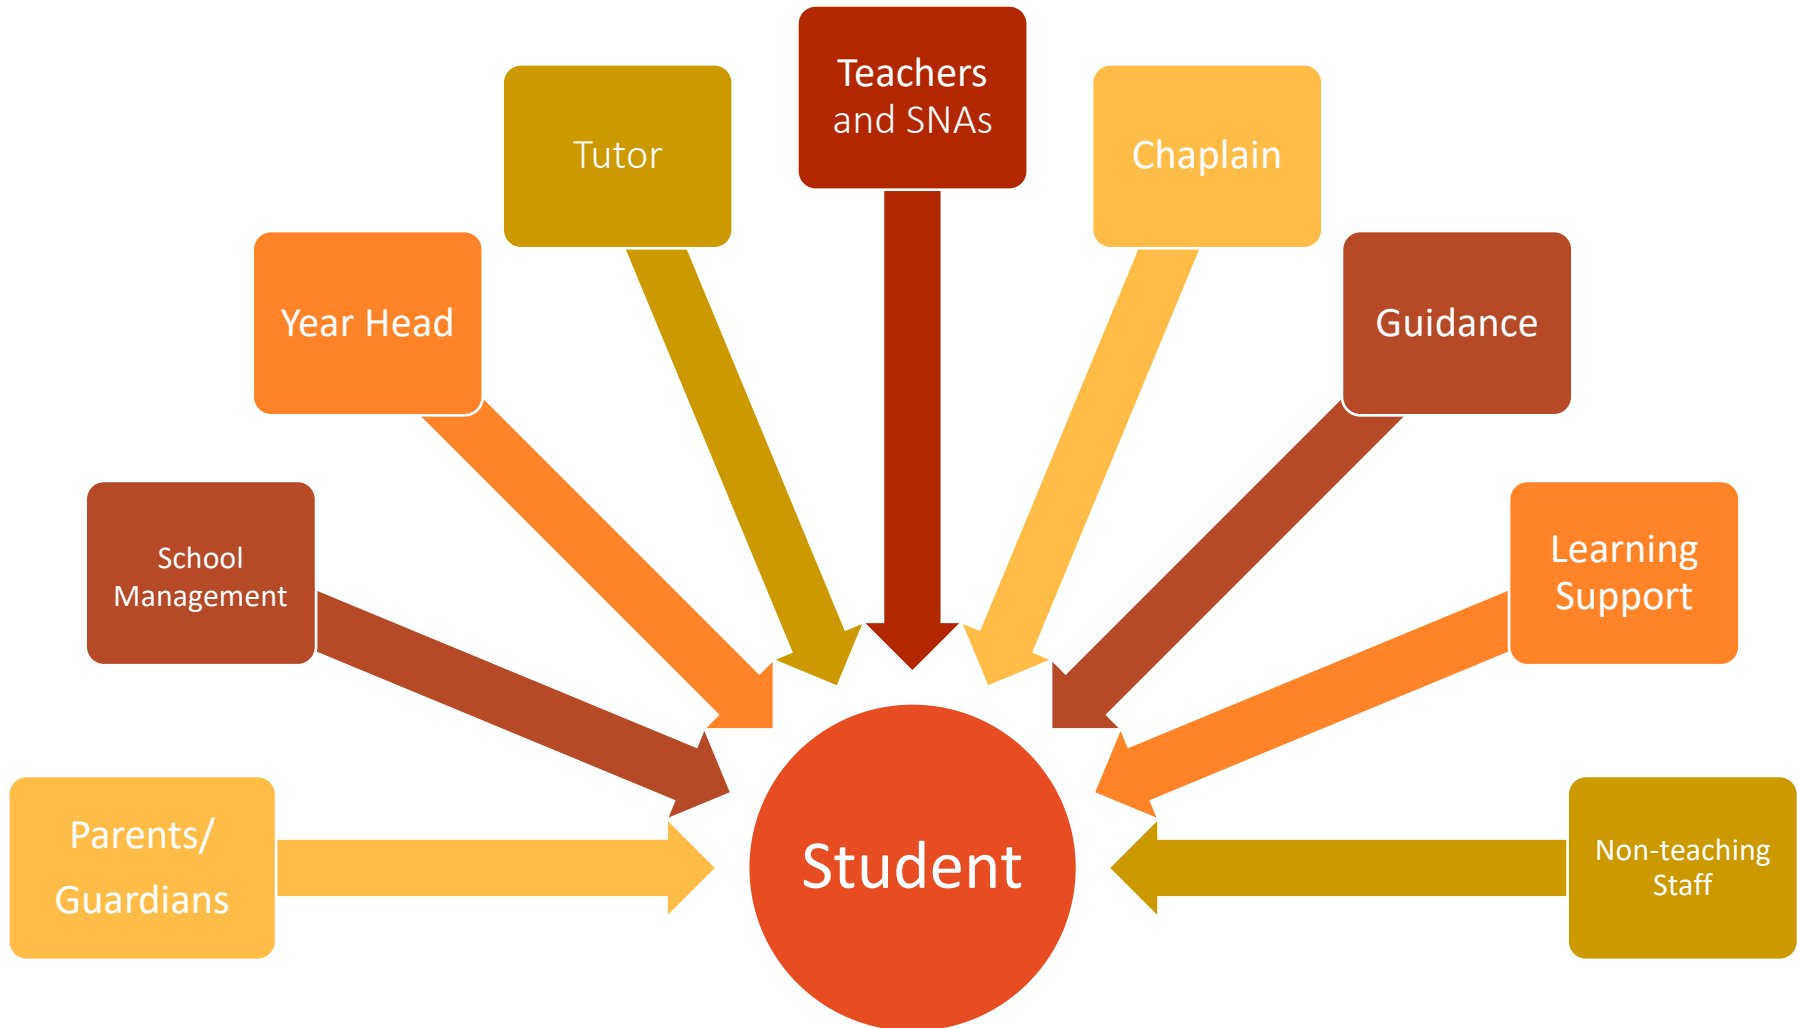 Teachers
and SNAs
Tutor
Chaplain
Year Head
Guidance
School
Management
Learning
Support
Parents/
Guardians
Student
Non-teaching
Staff